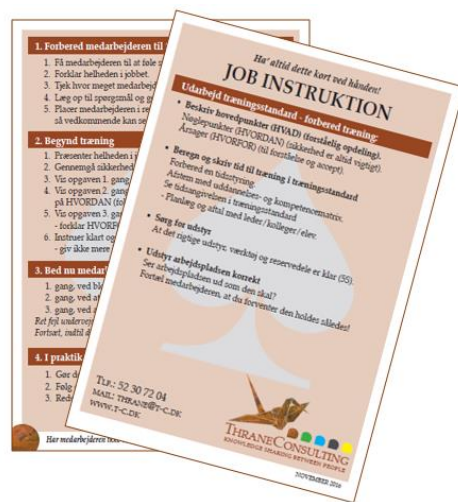 1. Forbered medarbejderen til
1. Få medarbejderen til at føle
2. Forklar helheden i jobbet.
3. Tjek hvor meget medarbejd
4. Læg op til spørgsmål og g
5. Placer medarbejderen i re
så vedkommende kan se
2. Begynd træning
1. Præsenter helheden i
2. Gennemgå sikkerhed
3. Vis opgaven 1. gang
4. Vis opgaven 2. gang
på HVORDAN (fo
5. Vis opgaven 3. gang
- forklar HVORF
6. Instruer klart og
- giv ikke mere
3. Bed nu medar
1. gang, ved bl
2. gang, ved at
3. gang, ved a
Ret fejl underveje
Fortsæt, indtil d
4. I praktik
1. Gør d
2. Følg
3. Red
Har medarbejderen ikke
Ha' altid dette kort ved hånden!
JOB INSTRUKTION
Udarbejd træningsstandard - forbered træning:
• Beskriv hovedpunkter (HVAD) (forståelig opdeling).
Nøglepunkter (HVORDAN) (sikkerhed er altid vigtigt).
Årsager (HVORFOR) (til forståelse og accept).
• Beregn og skriv tid til træning i træningsstandard
Forbered en tidsstyring.
Afstem med uddannelses- og kompetencematrix.
Se tidsangivelsen i træningsstandard
- Planlæg og aftal med leder/kolleger/elev.
• Sørg for udstyr
At det rigtige udstyr, værktøj og reservedele er klar (5S).
• Udstyr arbejdspladsen korrekt
Ser arbejdspladsen ud som den skal?
Fortæl medarbejderen, at du forventer den holdes således!
TLF.: 52 30 72 04
MAIL: THRANE@T-C.DK
WWW.T-C.DK
THRANECONSULTING
KNOWLEDGE SHARING BETWEEN PEOPLE
NOVEMBER 2016